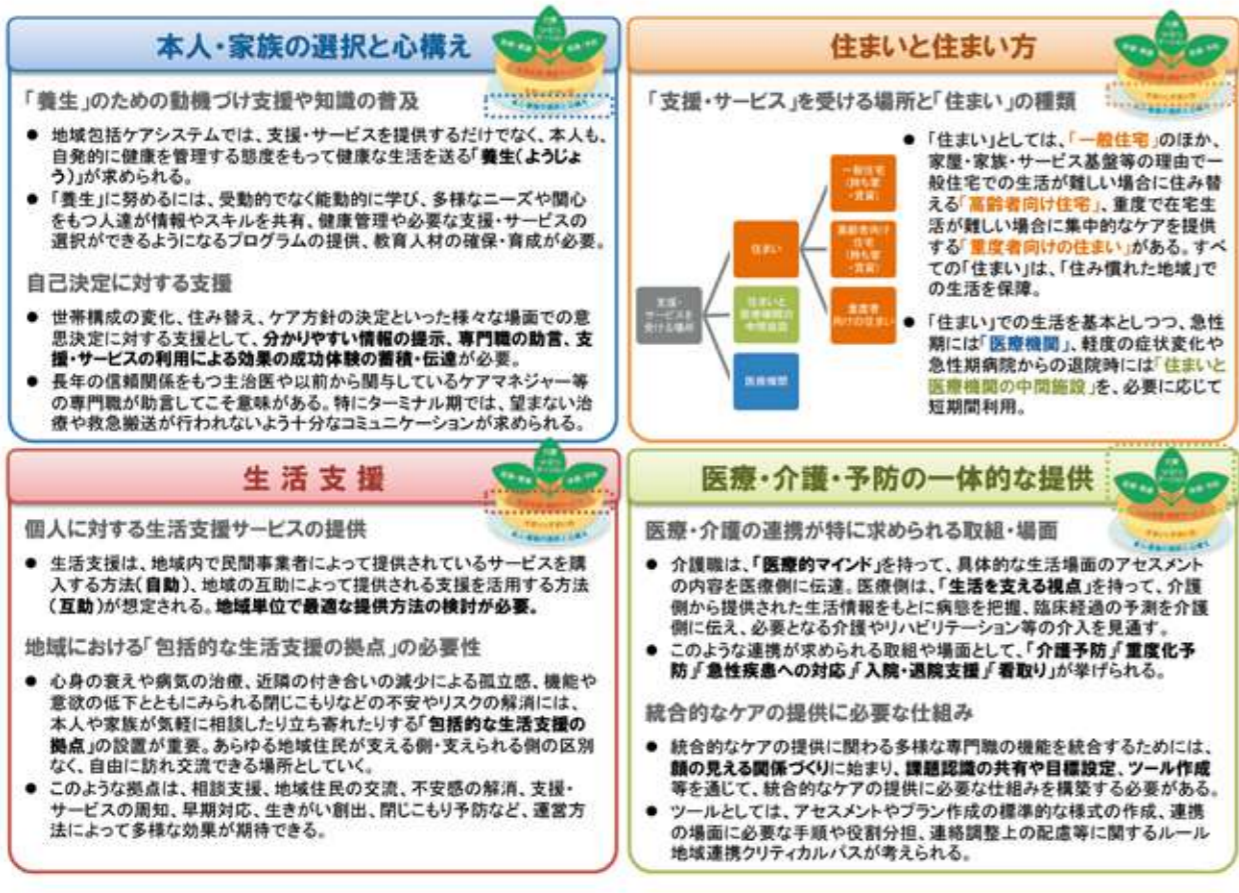 本人・家族の選択と心構え
「養生」のための動機づけ支援や知識の普及
● 地域包括ケアシステムでは、支援・サービスを提供するだけでなく、本人も、
自発的に健康を管理する態度をもって健康な生活を送る「養生(ようじょ
う)」が求められる。
● 「養生」に努めるには、受動的でなく能動的に学び、多様なニーズや関心
をもつ人達が情報やスキルを共有、健康管理や必要な支援・サービスの
選択ができるようになるプログラムの提供、教育人材の確保・育成が必要。
自己決定に対する支援
● 世帯構成の変化、住み替え、ケア方針の決定といった様々な場面での意
思決定に対する支援として、分かりやすい情報の提示、専門職の助言、支
援・サービスの利用による効果の成功体験の蓄積・伝達が必要。
● 長年の信頼関係をもつ主治医や以前から関与しているケアマネジャー等
の専門職が助言してこそ意味がある。特にターミナル期では、望まない治
療や救急搬送が行われないよう十分なコミュニケーションが求められる。
住まいと住まい方
「支援・サービス」を受ける場所と「住まい」の種類
支援・
サービスを
受ける場所
住まい
住まいと
医療機関の
中間施設
医療機関
一般住宅
(持ち家
・賃貸)
高齢者向け
住宅
(持ち家
・賃貸)
重度者
向けの住まい
● 「住まい」としては、「一般住宅」のほか、
家屋・家族・サービス基盤等の理由で一
般住宅での生活が難しい場合に住み替
える「高齢者向け住宅」、重度で在宅生
活が難しい場合に集中的なケアを提供
する「重度者向けの住まい」がある。すべ
ての「住まい」は、「住み慣れた地域」で
の生活を保障。
● 「住まい」での生活を基本としつつ、急性
期には「医療機関」、軽度の症状変化や
急性期病院からの退院時には「住まいと
医療機関の中間施設」を、必要に応じて
短期間利用。
生活支援
個人に対する生活支援サービスの提供
● 生活支援は、地域内で民間事業者によって提供されているサービスを購
入する方法(自助)、地域の互助によって提供される支援を活用する方法
(互助)が想定される。地域単位で最適な提供方法の検討が必要。
地域における「包括的な生活支援の拠点」の必要性
● 心身の衰えや病気の治療、近隣の付き合いの減少による孤立感、機能や
意欲の低下とともにみられる閉じこもりなどの不安やリスクの解消には、
本人や家族が気軽に相談したり立ち寄れたりする「包括的な生活支援の
拠点」の設置が重要。あらゆる地域住民が支える側・支えられる側の区別
なく、自由に訪れ交流できる場所としていく。
● このような拠点は、相談支援、地域住民の交流、不安感の解消、支援・
サービスの周知、早期対応、生きがい創出、閉じこもり予防など、運営方
法によって多様な効果が期待できる。
医療・介護・予防の一体的な提供
医療・介護の連携が特に求められる取組・場面
● 介護職は、「医療的マインド」を持って、具体的な生活場面のアセスメント
の内容を医療側に伝達。医療側は、「生活を支える視点」を持って、介護
側から提供された生活情報をもとに病態を把握、臨床経過の予測を介護
側に伝え、必要となる介護やリハビリテーション等の介入を見通す。
● このような連携が求められる取組や場面として、「介護予防」「重度化予
防」「急性疾患への対応」「入院・退院支援」「看取り」が挙げられる。
統合的なケアの提供に必要な仕組み
● 統合的なケアの提供に関わる多様な専門職の機能を統合するためには、
顔の見える関係づくりに始まり、課題認識の共有や目標設定、ツール作成
等を通じて、統合的なケアの提供に必要な仕組みを構築する必要がある。
● ツールとしては、アセスメントやプラン作成の標準的な様式の作成、連携
の場面に必要な手順や役割分担、連絡調整上の配慮等に関するルール
地域連携クリティカルパスが考えられる。